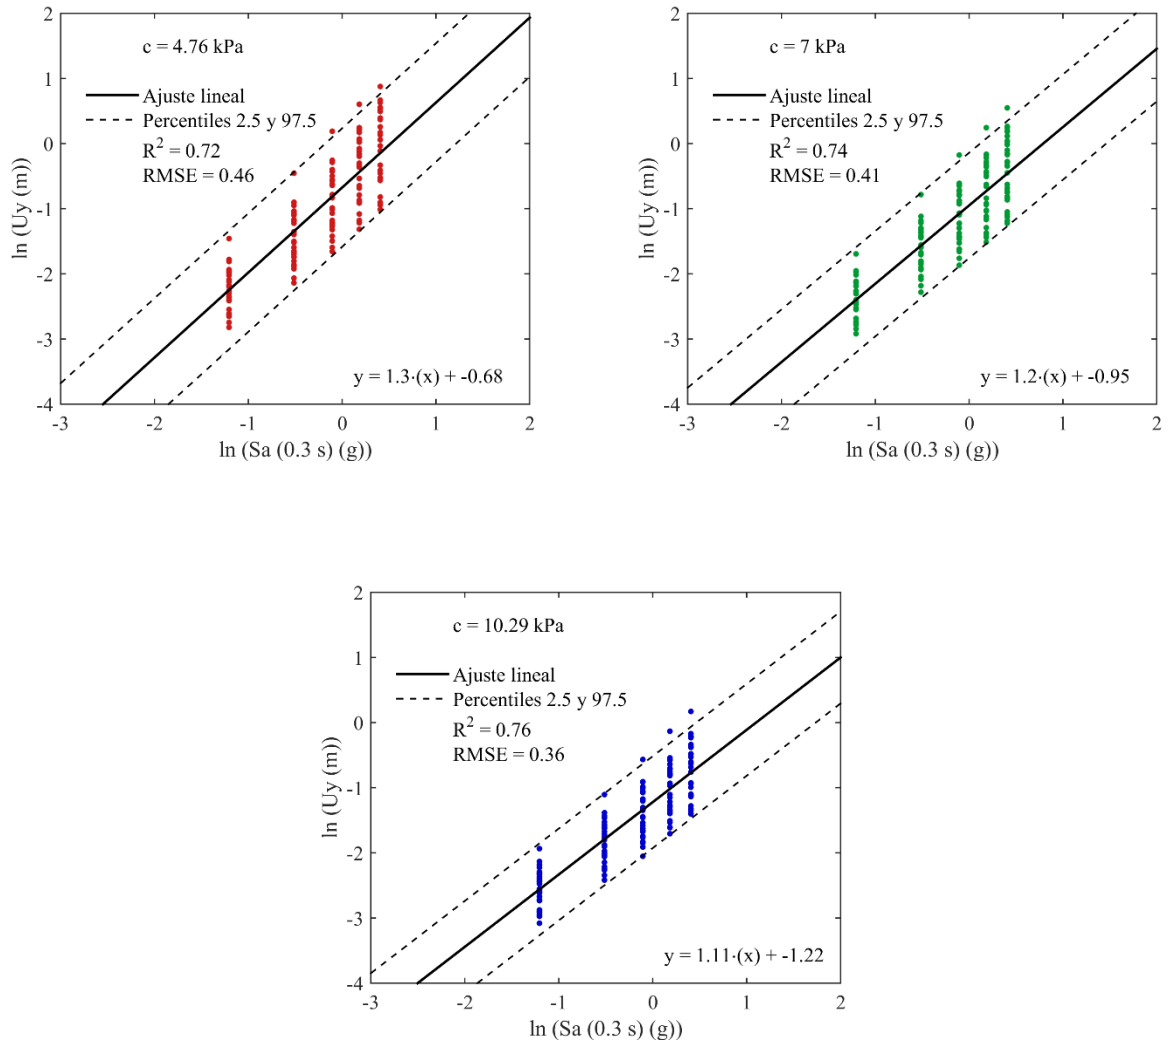 c = 4.76 kPa
Ajuste lineal
Percentiles 2.5 y 97.5
R² = 0.72
RMSE = 0.46
y = 1.3·(x) + -0.68
2
1
0
-1
-2
-3
-4
-3 -2 -1 0 1 2
ln (Uy (m))
ln (Sa (0.3 s) (g))
c = 7 kPa
Ajuste lineal
Percentiles 2.5 y 97.5
R² = 0.74
RMSE = 0.41
y = 1.2·(x) + -0.95
2
1
0
-1
-2
-3
-4
-3 -2 -1 0 1 2
ln (Uy (m))
ln (Sa (0.3 s) (g))
c = 10.29 kPa
Ajuste lineal
Percentiles 2.5 y 97.5
R² = 0.76
RMSE = 0.36
y = 1.11·(x) + -1.22
2
1
0
-1
-2
-3
-4
-3 -2 -1 0 1 2
ln (Uy (m))
ln (Sa (0.3 s) (g))